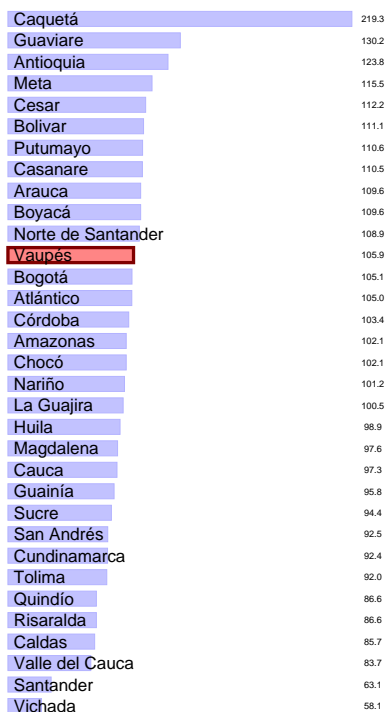 Caquetá 219.3
Guaviare 130.2
Antioquia 123.8
Meta 115.5
Cesar 112.2
Bolivar 111.1
Putumayo 110.6
Casanare 110.5
Arauca 109.6
Boyacá 109.6
Norte de Santander 108.9
Vaupés 105.9
Bogotá 105.1
Atlántico 105.0
Córdoba 103.4
Amazonas 102.1
Chocó 102.1
Nariño 101.2
La Guajira 100.5
Huila 98.9
Magdalena 97.6
Cauca 97.3
Guainía 95.8
Sucre 94.4
San Andrés 92.5
Cundinamarca 92.4
Tolima 92.0
Quindío 86.6
Risaralda 86.6
Caldas 85.7
Valle del Cauca 83.7
Santander 63.1
Vichada 58.1